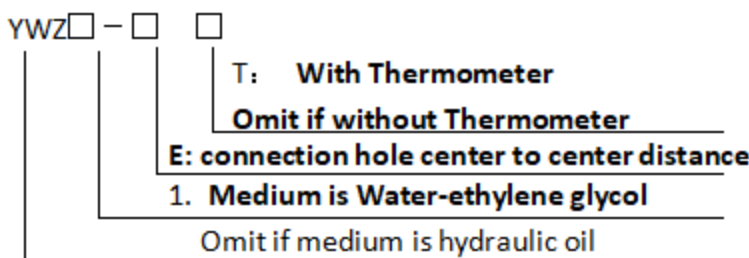 YWZ□-□ □
T： With Thermometer
Omit if without Thermometer
E: connection hole center to center distance
1. Medium is Water-ethylene glycol
Omit if medium is hydraulic oil